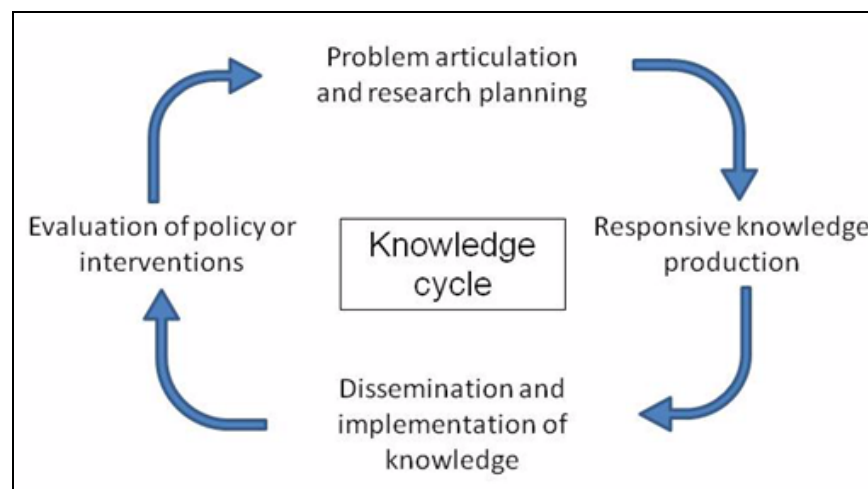 Problem articulation
and research planning
Responsive knowledge
production
Dissemination and
implementation of
knowledge
Evaluation of policy or
interventions
Knowledge
cycle